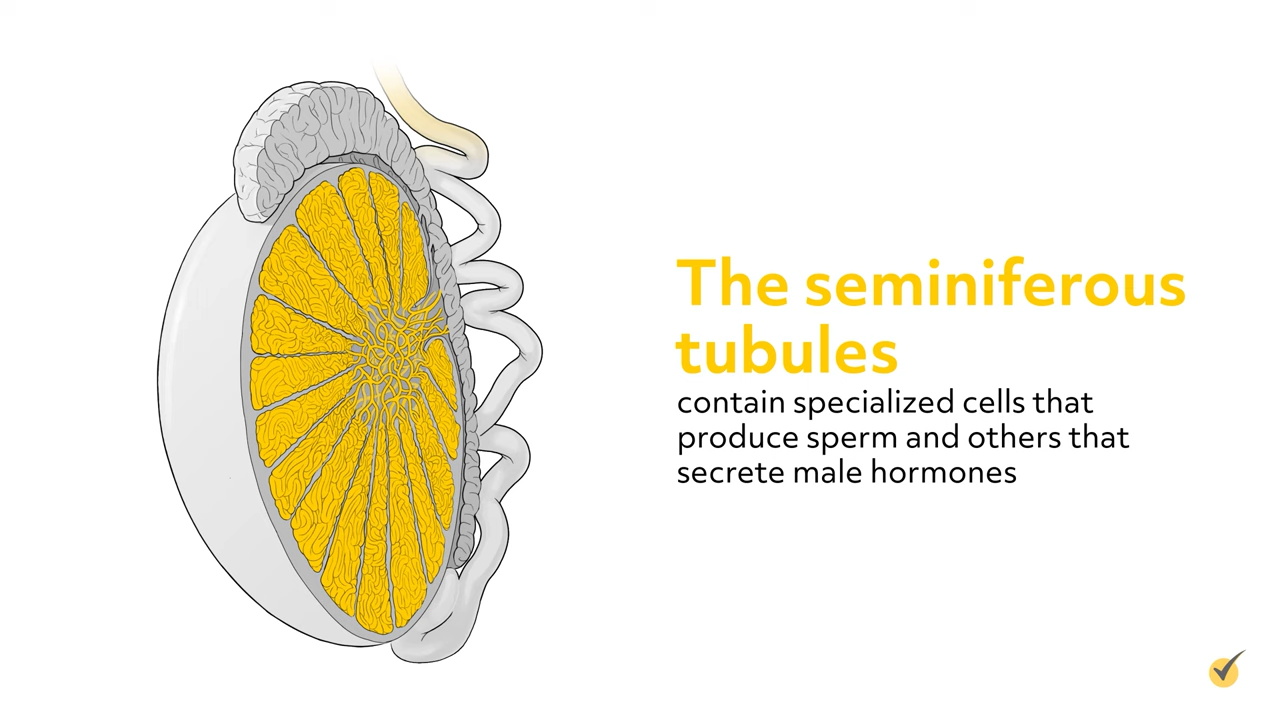 The seminiferous
tubules
contain specialized cells that
produce sperm and others that
secrete male hormones